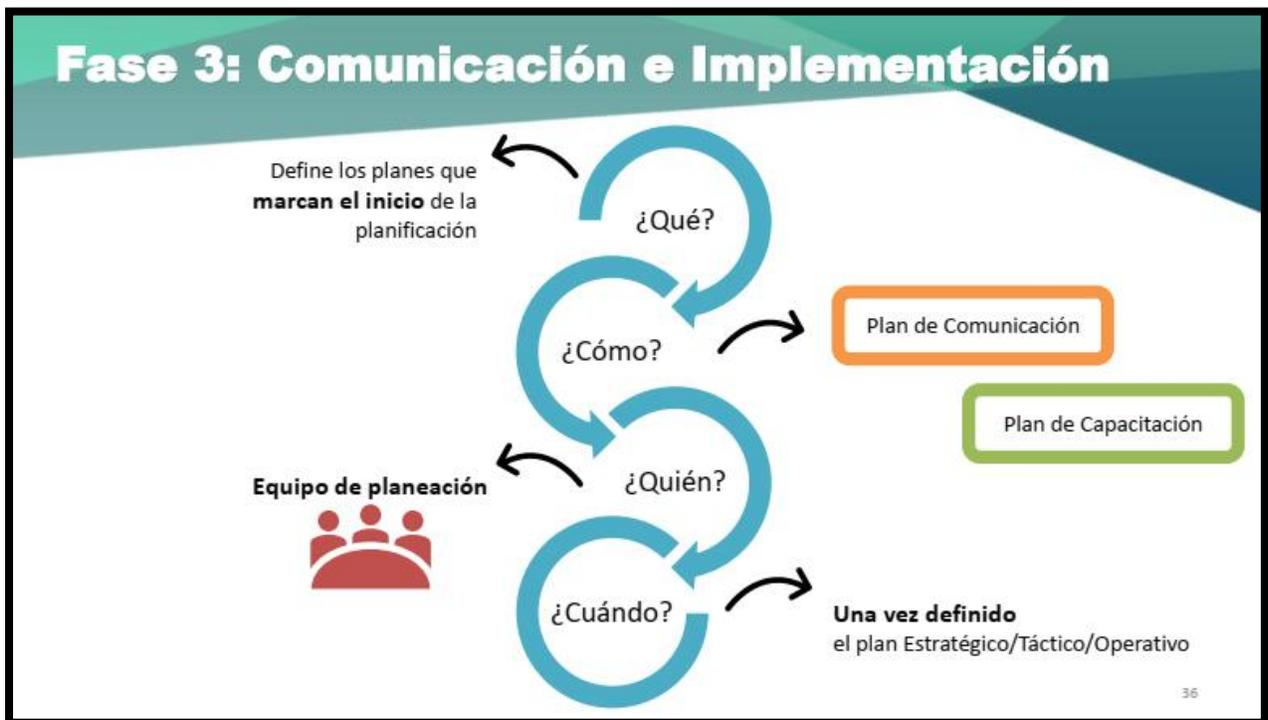 Fase 3: Comunicación e Implementación
Define los planes que
marcan el inicio de la
planificación
¿Qué?
¿Cómo?
Plan de Comunicación
Plan de Capacitación
¿Quién?
Equipo de planeación
¿Cuándo?
Una vez definido
el plan Estratégico/Táctico/Operativo
36